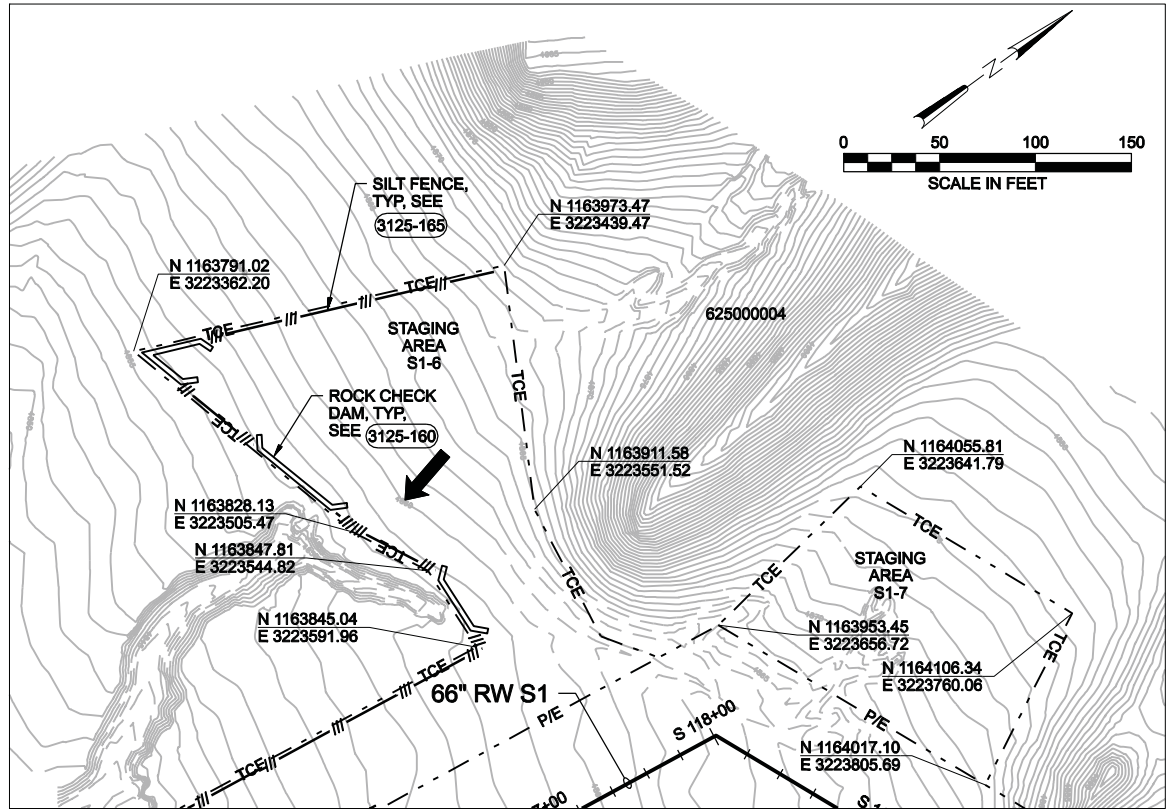 N
0 50 100 150
SCALE IN FEET
SILT FENCE,
TYP, SEE
3125-165
N 1163973.47
E 3223439.47
N 1163791.02
E 3223362.20
TCE
TCE
STAGING
AREA
S1-6
625000004
TCE
ROCK CHECK
DAM, TYP,
SEE 3125-160
TCE
N 1163911.58
E 3223551.52
N 1164055.81
E 3223641.79
N 1163828.13
E 3223505.47
TCE
TCE
N 1163847.81
E 3223544.82
STAGING
AREA
S1-7
TCE
TCE
N 1163845.04
E 3223591.96
N 1163953.45
E 3223656.72
TCE
N 1164106.34
E 3223760.06
TCE
66" RW S1
P/E
P/E
S 118+00
N 1164017.10
E 3223805.69
TCE